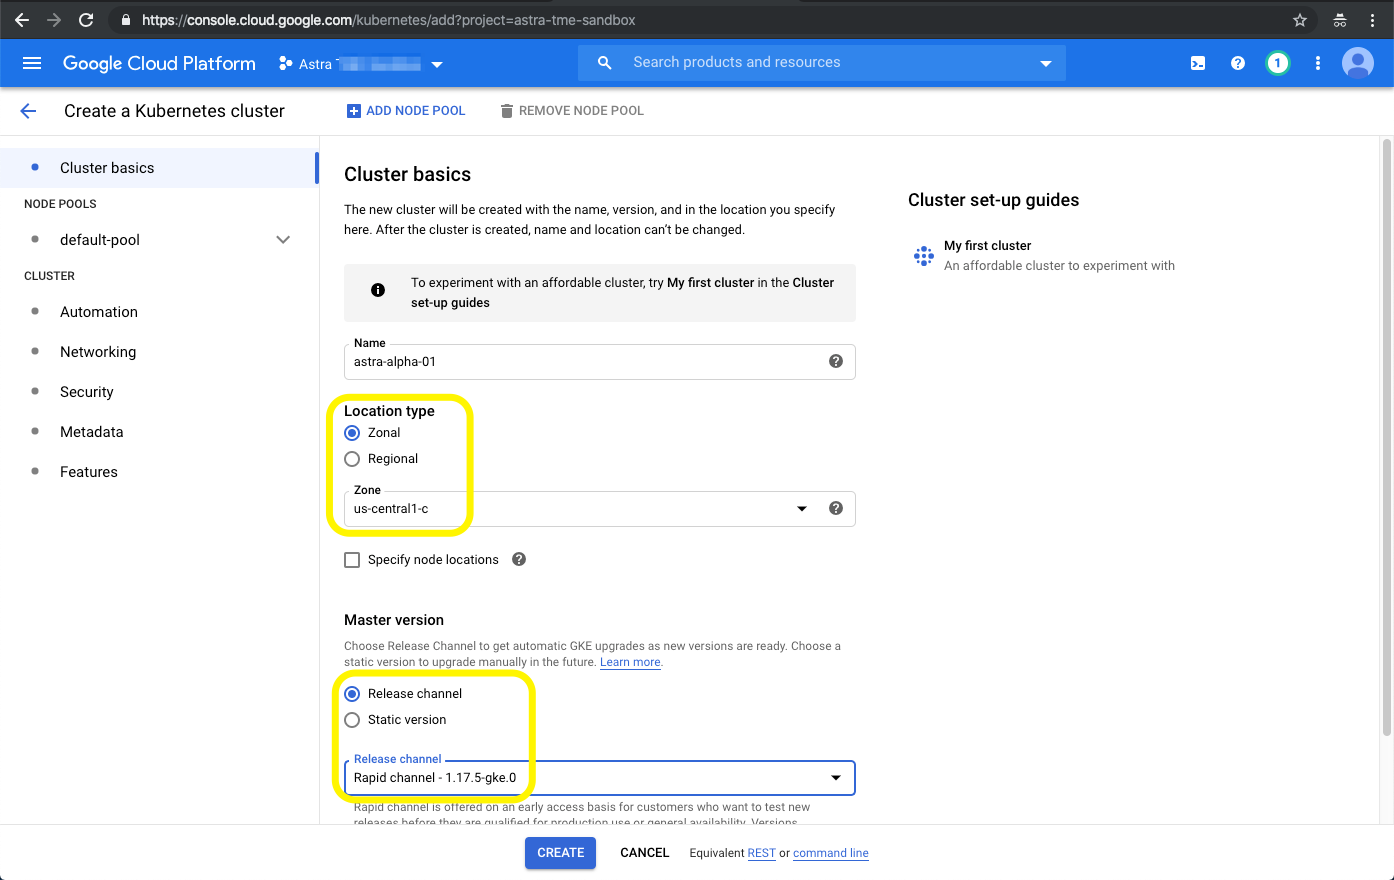 https://console.cloud.google.com/kubernetes/add?project=astra-tme-sandbox
Google Cloud Platform
Astra
Search products and resources
1
Create a Kubernetes cluster
ADD NODE POOL
REMOVE NODE POOL
Cluster basics
NODE POOLS
default-pool
CLUSTER
Automation
Networking
Security
Metadata
Features
Cluster basics
The new cluster will be created with the name, version, and in the location you specify
here. After the cluster is created, name and location can't be changed.
To experiment with an affordable cluster, try My first cluster in the Cluster
set-up guides
Name
astra-alpha-01
Location type
Zonal
Regional
Zone
us-central1-c
Specify node locations
Master version
Choose Release Channel to get automatic GKE upgrades as new versions are ready. Choose a
static version to upgrade manually in the future. Learn more.
Release channel
Static version
Release channel
Rapid channel - 1.17.5-gke.0
Rapid channel is offered on an early access basis for customers who want to test new
releases before they are qualified for production use or general availability. Versions
Cluster set-up guides
My first cluster
An affordable cluster to experiment with
CREATE
CANCEL
Equivalent REST or command line